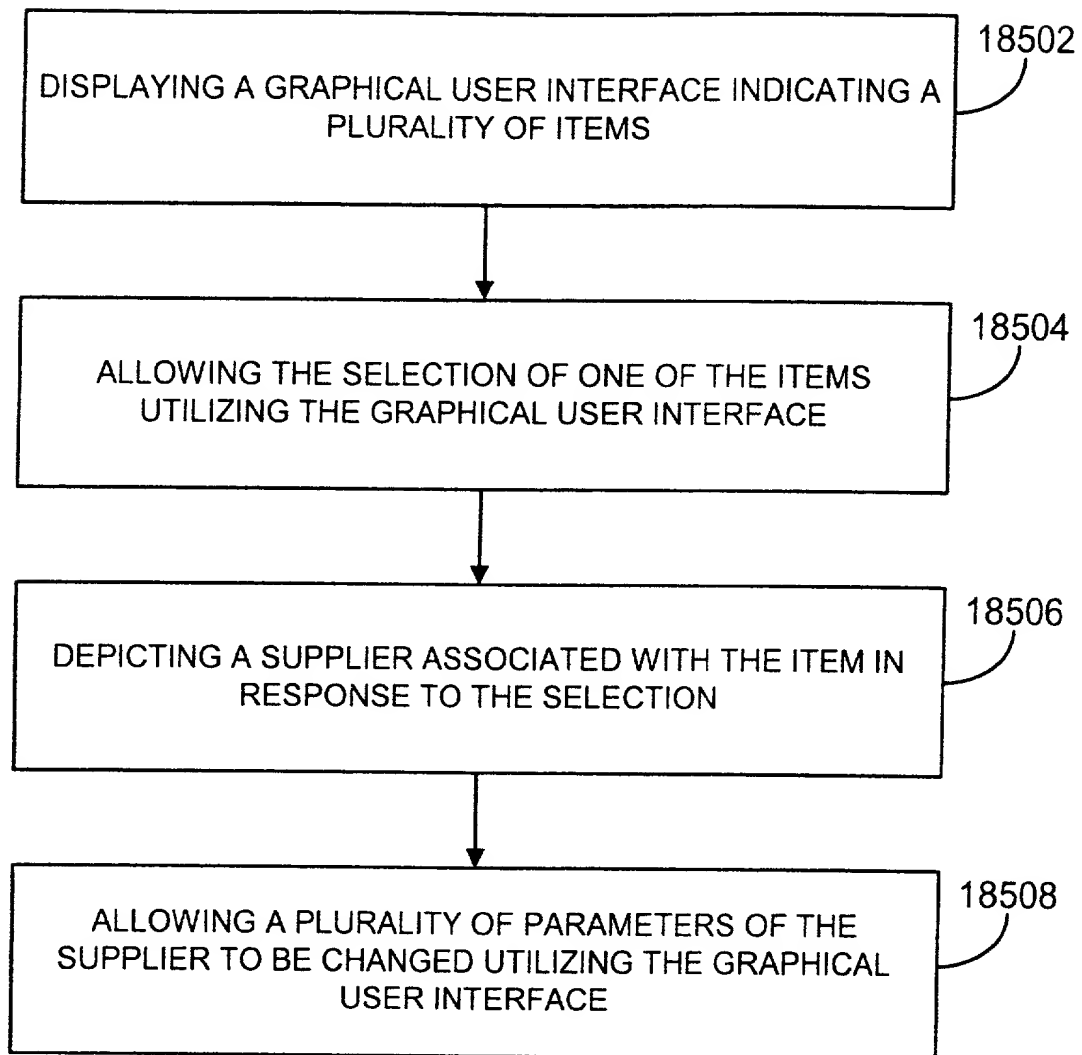 18502
DISPLAYING A GRAPHICAL USER INTERFACE INDICATING A
PLURALITY OF ITEMS
18504
ALLOWING THE SELECTION OF ONE OF THE ITEMS
UTILIZING THE GRAPHICAL USER INTERFACE
18506
DEPICTING A SUPPLIER ASSOCIATED WITH THE ITEM IN
RESPONSE TO THE SELECTION
18508
ALLOWING A PLURALITY OF PARAMETERS OF THE
SUPPLIER TO BE CHANGED UTILIZING THE GRAPHICAL
USER INTERFACE